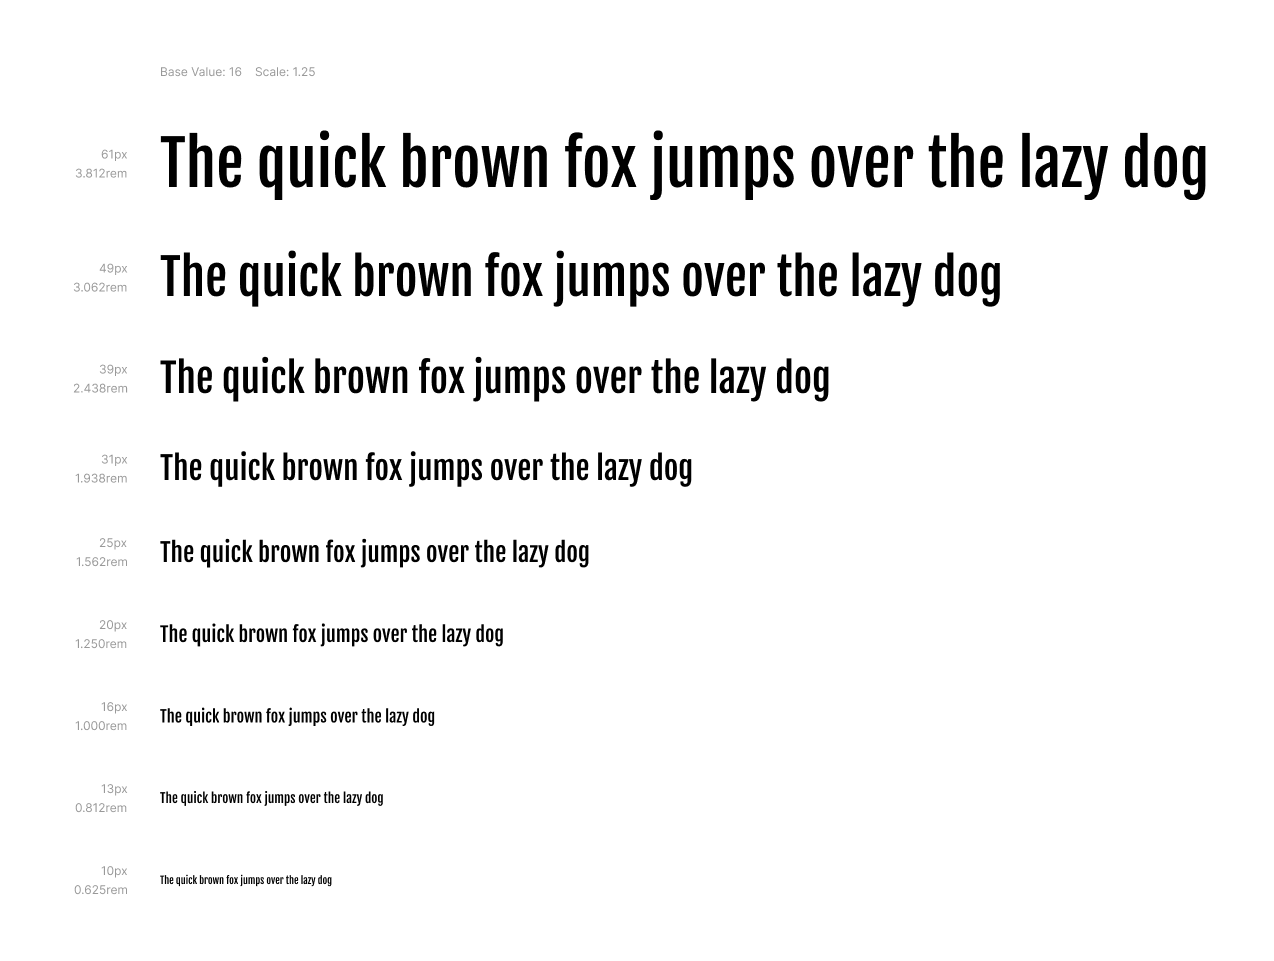 Base Value: 16 Scale: 1.25
61px
3.812rem
The quick brown fox jumps over the lazy dog
49px
3.062rem
The quick brown fox jumps over the lazy dog
39px
2.438rem
The quick brown fox jumps over the lazy dog
31px
1.938rem
The quick brown fox jumps over the lazy dog
25px
1.562rem
The quick brown fox jumps over the lazy dog
20px
1.250rem
The quick brown fox jumps over the lazy dog
16px
1.000rem
The quick brown fox jumps over the lazy dog
13px
0.812rem
The quick brown fox jumps over the lazy dog
10px
0.625rem
The quick brown fox jumps over the lazy dog